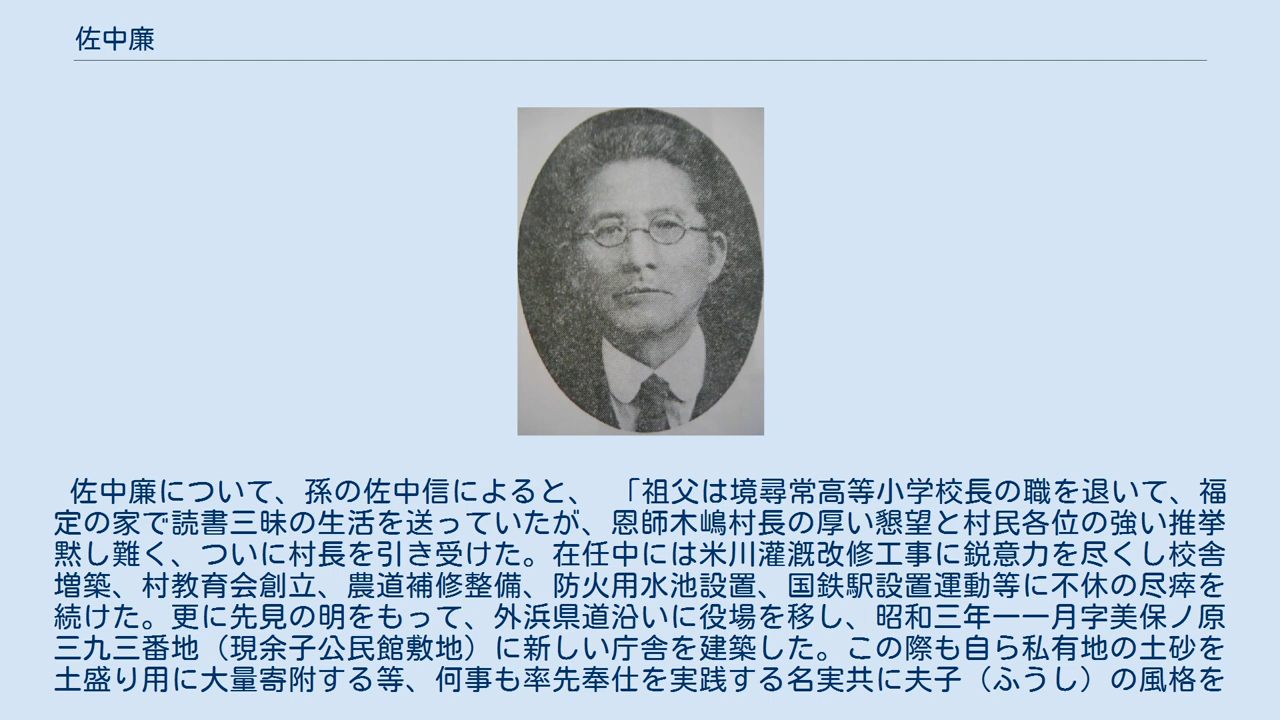 佐中廉
佐中廉について、孫の佐中信によると、　「祖父は境尋常高等小学校長の職を退いて、福
定の家で読書三昧の生活を送っていたが、恩師木嶋村長の厚い懇望と村民各位の強い推挙
黙し難く、ついに村長を引き受けた。在任中には米川灌漑改修工事に鋭意力を尽くし校舎
増築、村教育会創立、農道補修整備、防火用水池設置、国鉄駅設置運動等に不休の尽瘁を
続けた。更に先見の明をもって、外浜県道沿いに役場を移し、昭和三年一一月字美保ノ原
三九三番地（現余子公民館敷地）に新しい庁舎を建築した。この際も自ら私有地の土砂を
土盛り用に大量寄附する等、何事も率先奉仕を実践する名実共に夫子（ふうし）の風格を